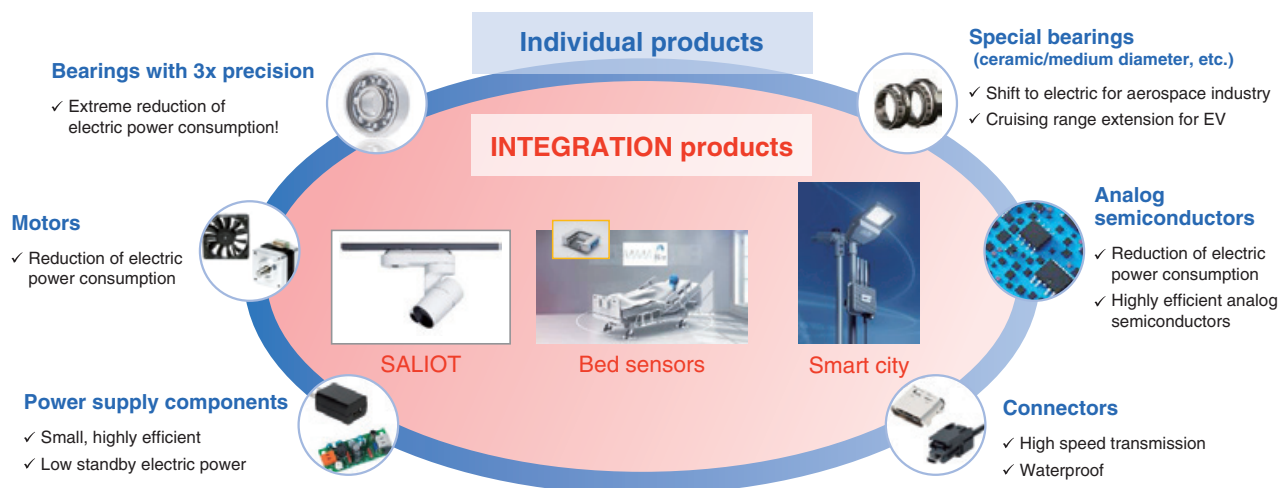 Individual products
Bearings with 3x precision
✓ Extreme reduction of
electric power consumption!
Special bearings
(ceramic/medium diameter, etc.)
✓ Shift to electric for aerospace industry
✓ Cruising range extension for EV
INTEGRATION products
Motors
✓ Reduction of electric
power consumption
Analog
semiconductors
✓ Reduction of electric
power consumption
✓ Highly efficient analog
semiconductors
SALIOT
Bed sensors
Smart city
Power supply components
✓ Small, highly efficient
✓ Low standby electric power
Connectors
✓ High speed transmission
✓ Waterproof